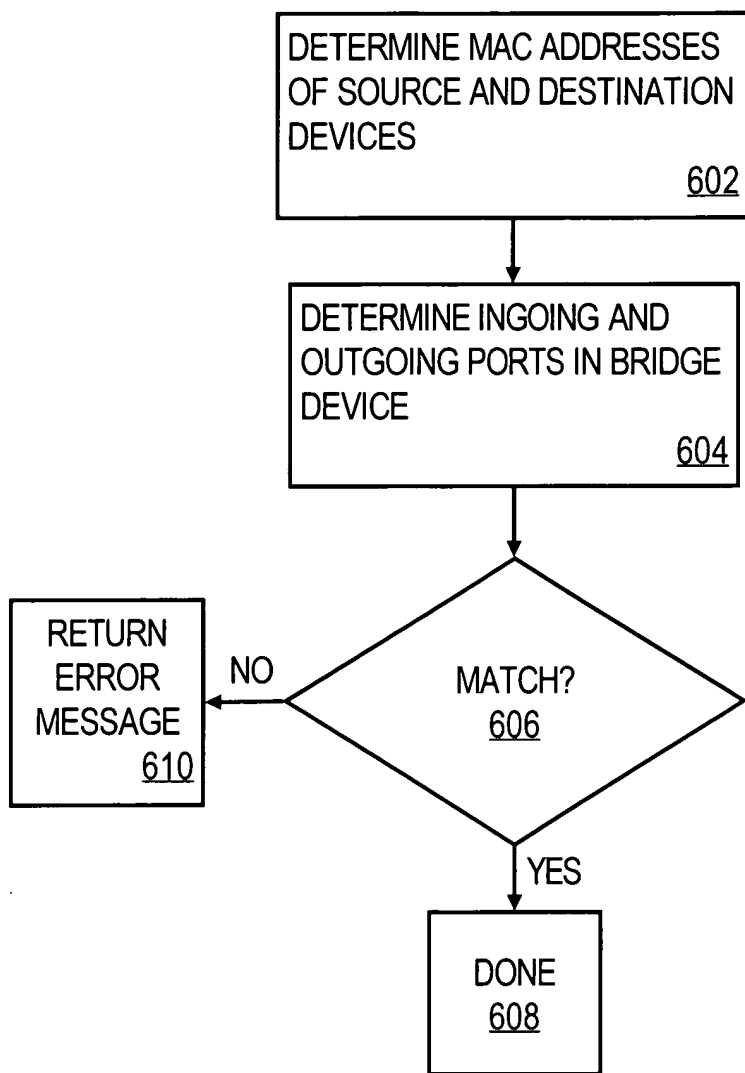 DETERMINE MAC ADDRESSES
OF SOURCE AND DESTINATION
DEVICES
602
DETERMINE INGOING AND
OUTGOING PORTS IN BRIDGE
DEVICE
604
RETURN
ERROR
MESSAGE
610
NO
MATCH?
606
YES
DONE
608